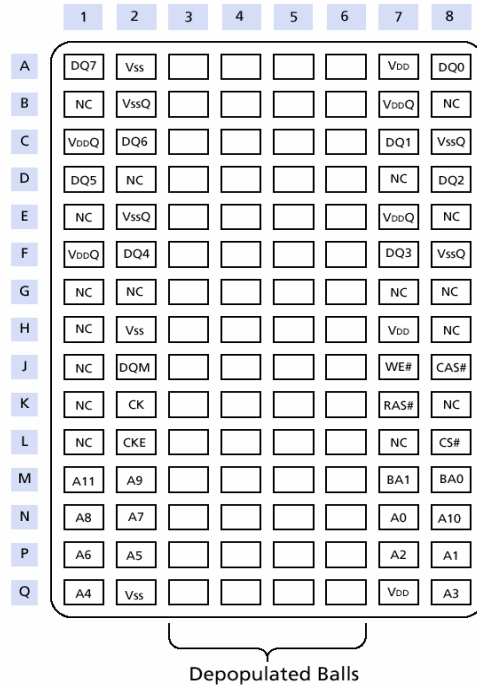 1 2 3 4 5 6 7 8
A DQ7 Vss VDD DQ0
B NC VssQ VDDQ NC
C VDDQ DQ6 DQ1 VssQ
D DQ5 NC NC DQ2
E NC VssQ VDDQ NC
F VDDQ DQ4 DQ3 VssQ
G NC NC NC NC
H NC Vss VDD NC
J NC DQM WE# CAS#
K NC CK RAS# NC
L NC CKE NC CS#
M A11 A9 BA1 BA0
N A8 A7 A0 A10
P A6 A5 A2 A1
Q A4 Vss VDD A3
Depopulated Balls